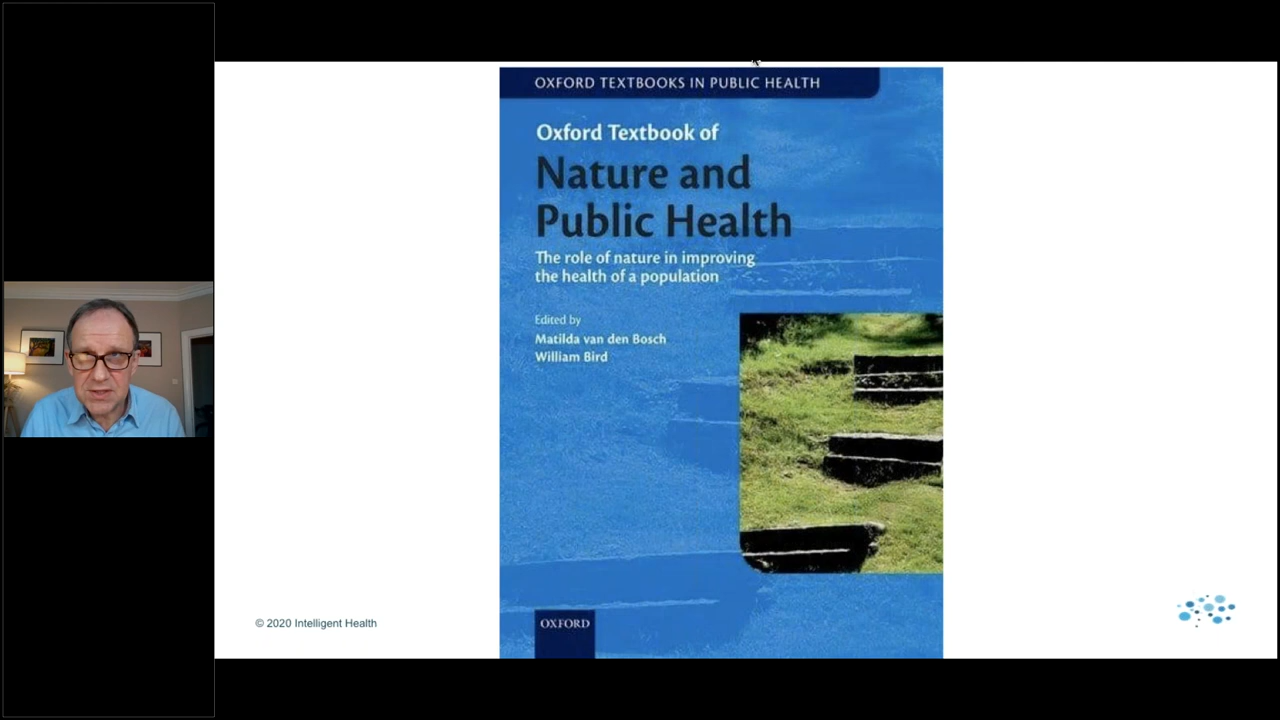 OXFORD TEXTBOOKS IN PUBLIC HEALTH
Oxford Textbook of
Nature and
Public Health
The role of nature in improving
the health of a population
Edited by
Matilda van den Bosch
William Bird
OXFORD
© 2020 Intelligent Health